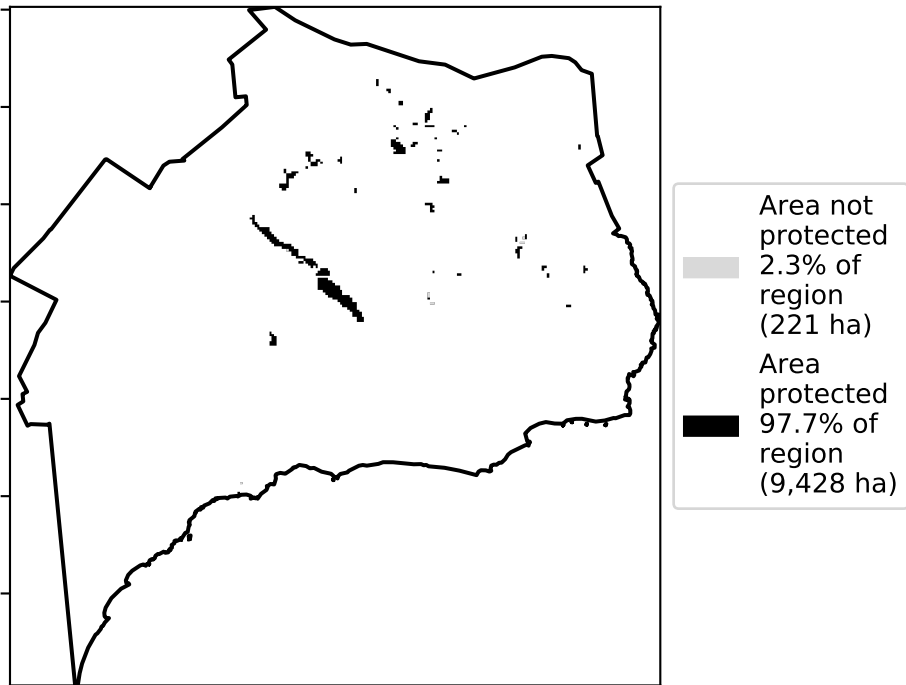 Area not
protected
2.3% of
region
(221 ha)
Area
protected
97.7% of
region
(9,428 ha)